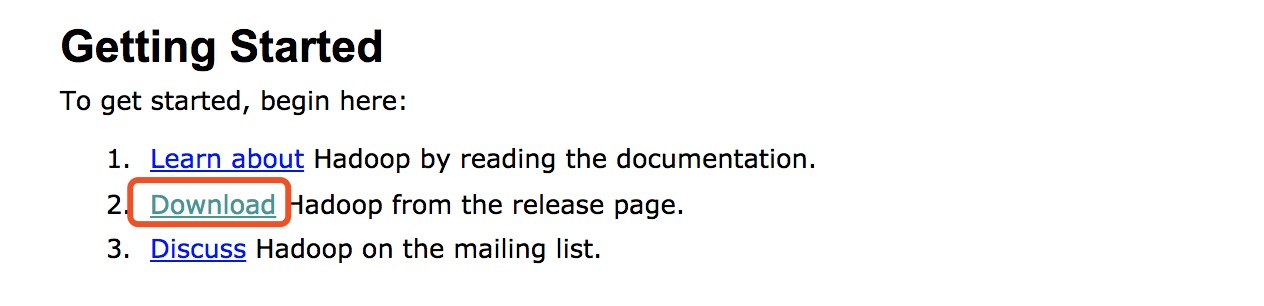 Getting Started
To get started, begin here:
1. Learn about Hadoop by reading the documentation.
2. Download Hadoop from the release page.
3. Discuss Hadoop on the mailing list.